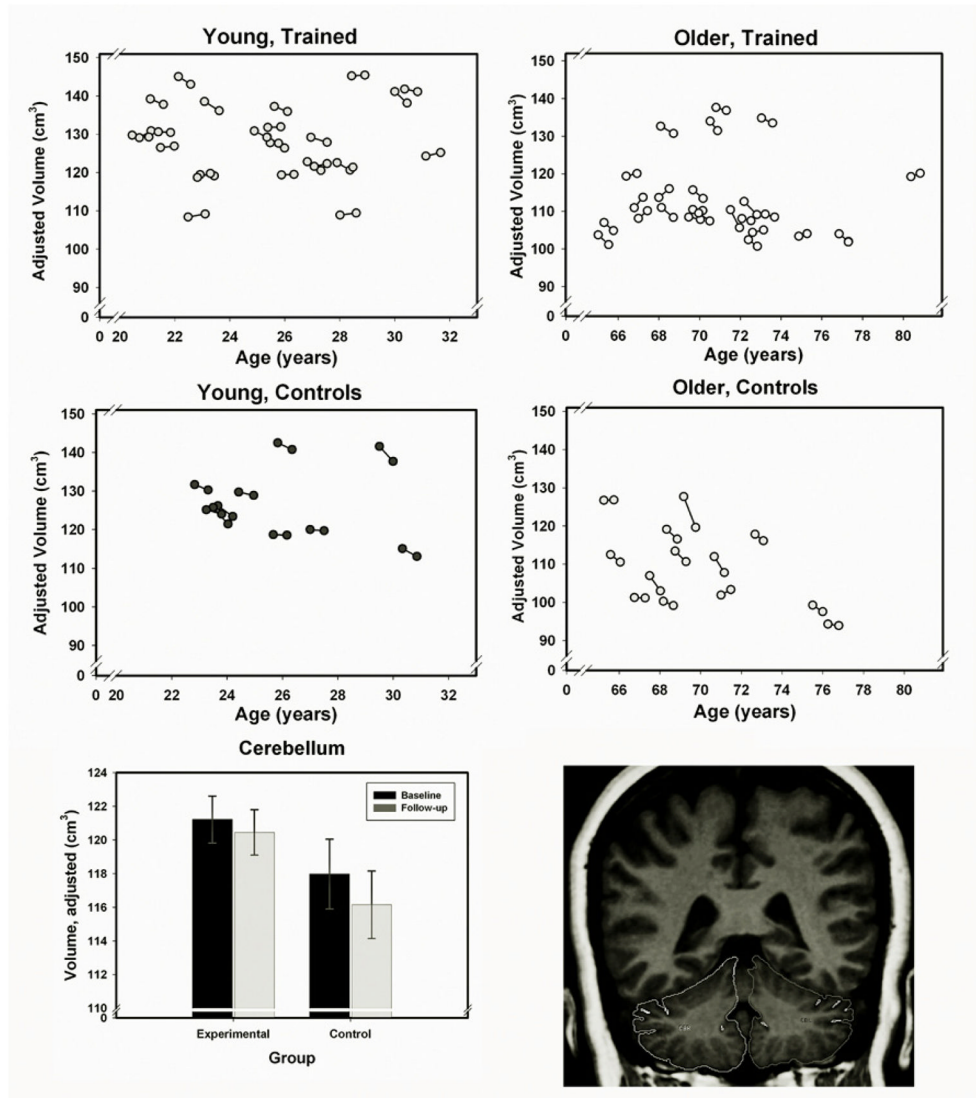 Young, Trained
150
140
130
120
110
100
90
0
Adjusted Volume (cm³)
0 20 22 24 26 28 30 32
Age (years)
Older, Trained
150
140
130
120
110
100
90
0
Adjusted Volume (cm³)
0 66 68 70 72 74 76 78 80
Age (years)
Young, Controls
150
140
130
120
110
100
90
0
Adjusted Volume (cm³)
0 20 22 24 26 28 30 32
Age (years)
Older, Controls
150
140
130
120
110
100
90
0
Adjusted Volume (cm³)
0 66 68 70 72 74 76 78 80
Age (years)
Cerebellum
124
122
120
118
116
114
112
110
0
Volume, adjusted (cm³)
Baseline
Follow-up
Experimental Control
Group